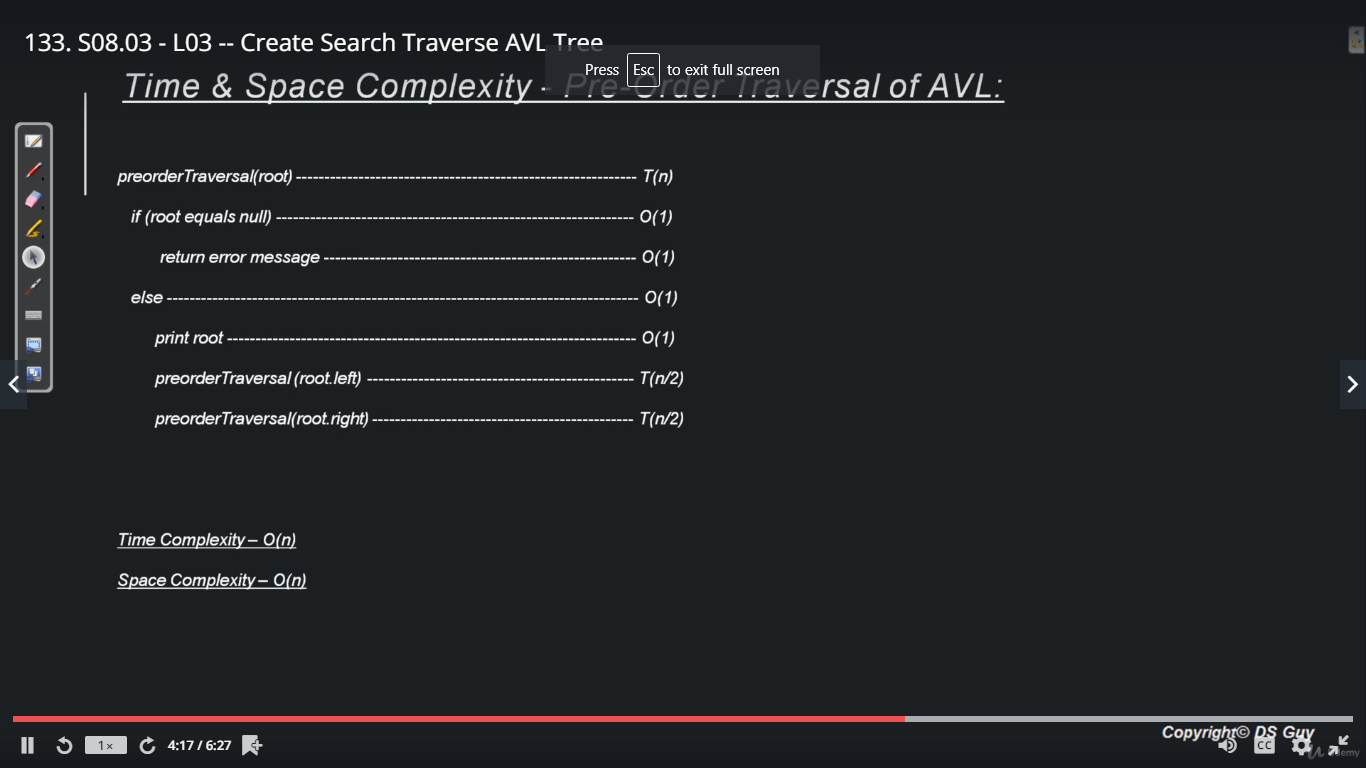 133. S08.03 - L03 -- Create Search Traverse AVL Tree
Press Esc to exit full screen
Time & Space Complexity - Pre-Order Traversal of AVL:
preorderTraversal(root) ------------------------------------------------------------- T(n)
if (root equals null) ---------------------------------------------------------------- O(1)
return error message -------------------------------------------------------- O(1)
else ------------------------------------------------------------------------------------ O(1)
print root ------------------------------------------------------------------------- O(1)
preorderTraversal (root.left) ------------------------------------------------ T(n/2)
preorderTraversal(root.right) ----------------------------------------------- T(n/2)
Time Complexity – O(n)
Space Complexity – O(n)
Copyright© DS Guy
1x
4:17 / 6:27
CC